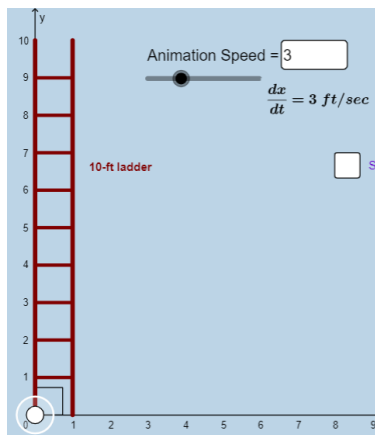 y
10
Animation Speed = 3
9
dx/dt = 3 ft/sec
8
7
10-ft ladder
S
6
5
4
3
2
1
0 1 2 3 4 5 6 7 8 9